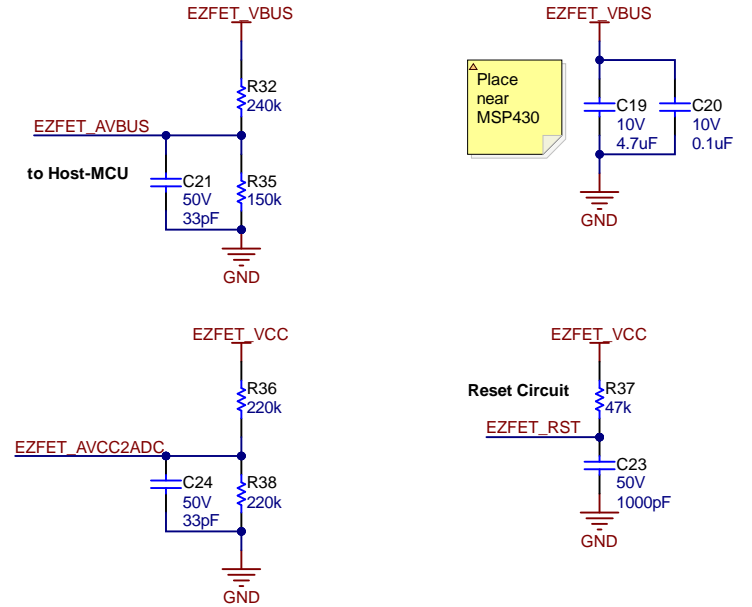 EZFET_VBUS
R32
240k
EZFET_AVBUS
to Host-MCU
C21
50V
33pF
R35
150k
GND
EZFET_VBUS
Place
near
MSP430
C19
10V
4.7uF
C20
10V
0.1uF
GND
EZFET_VCC
R36
220k
EZFET_AVCC2ADC
C24
50V
33pF
R38
220k
GND
EZFET_VCC
Reset Circuit
R37
47k
EZFET_RST
C23
50V
1000pF
GND